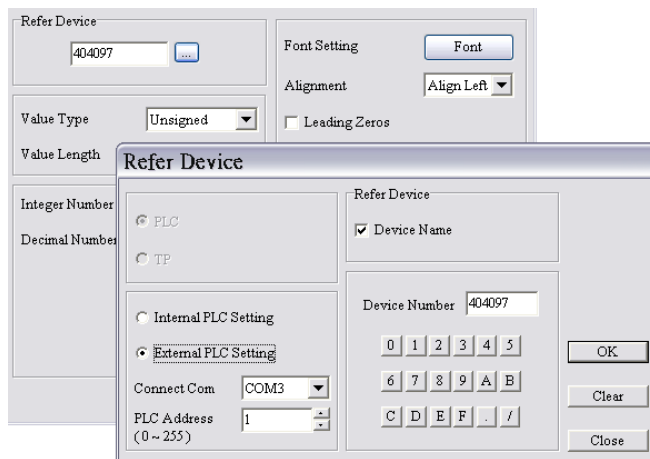 Refer Device
404097
...
Value Type
Unsigned
Value Length
Integer Number
Decimal Number
Font Setting
Font
Alignment
Align Left
Leading Zeros
Refer Device
PLC
TP
Internal PLC Setting
External PLC Setting
Connect Com
COM3
PLC Address
(0~255)
1
Refer Device
Device Name
Device Number
404097
0 1 2 3 4 5
6 7 8 9 A B
C D E F . /
OK
Clear
Close